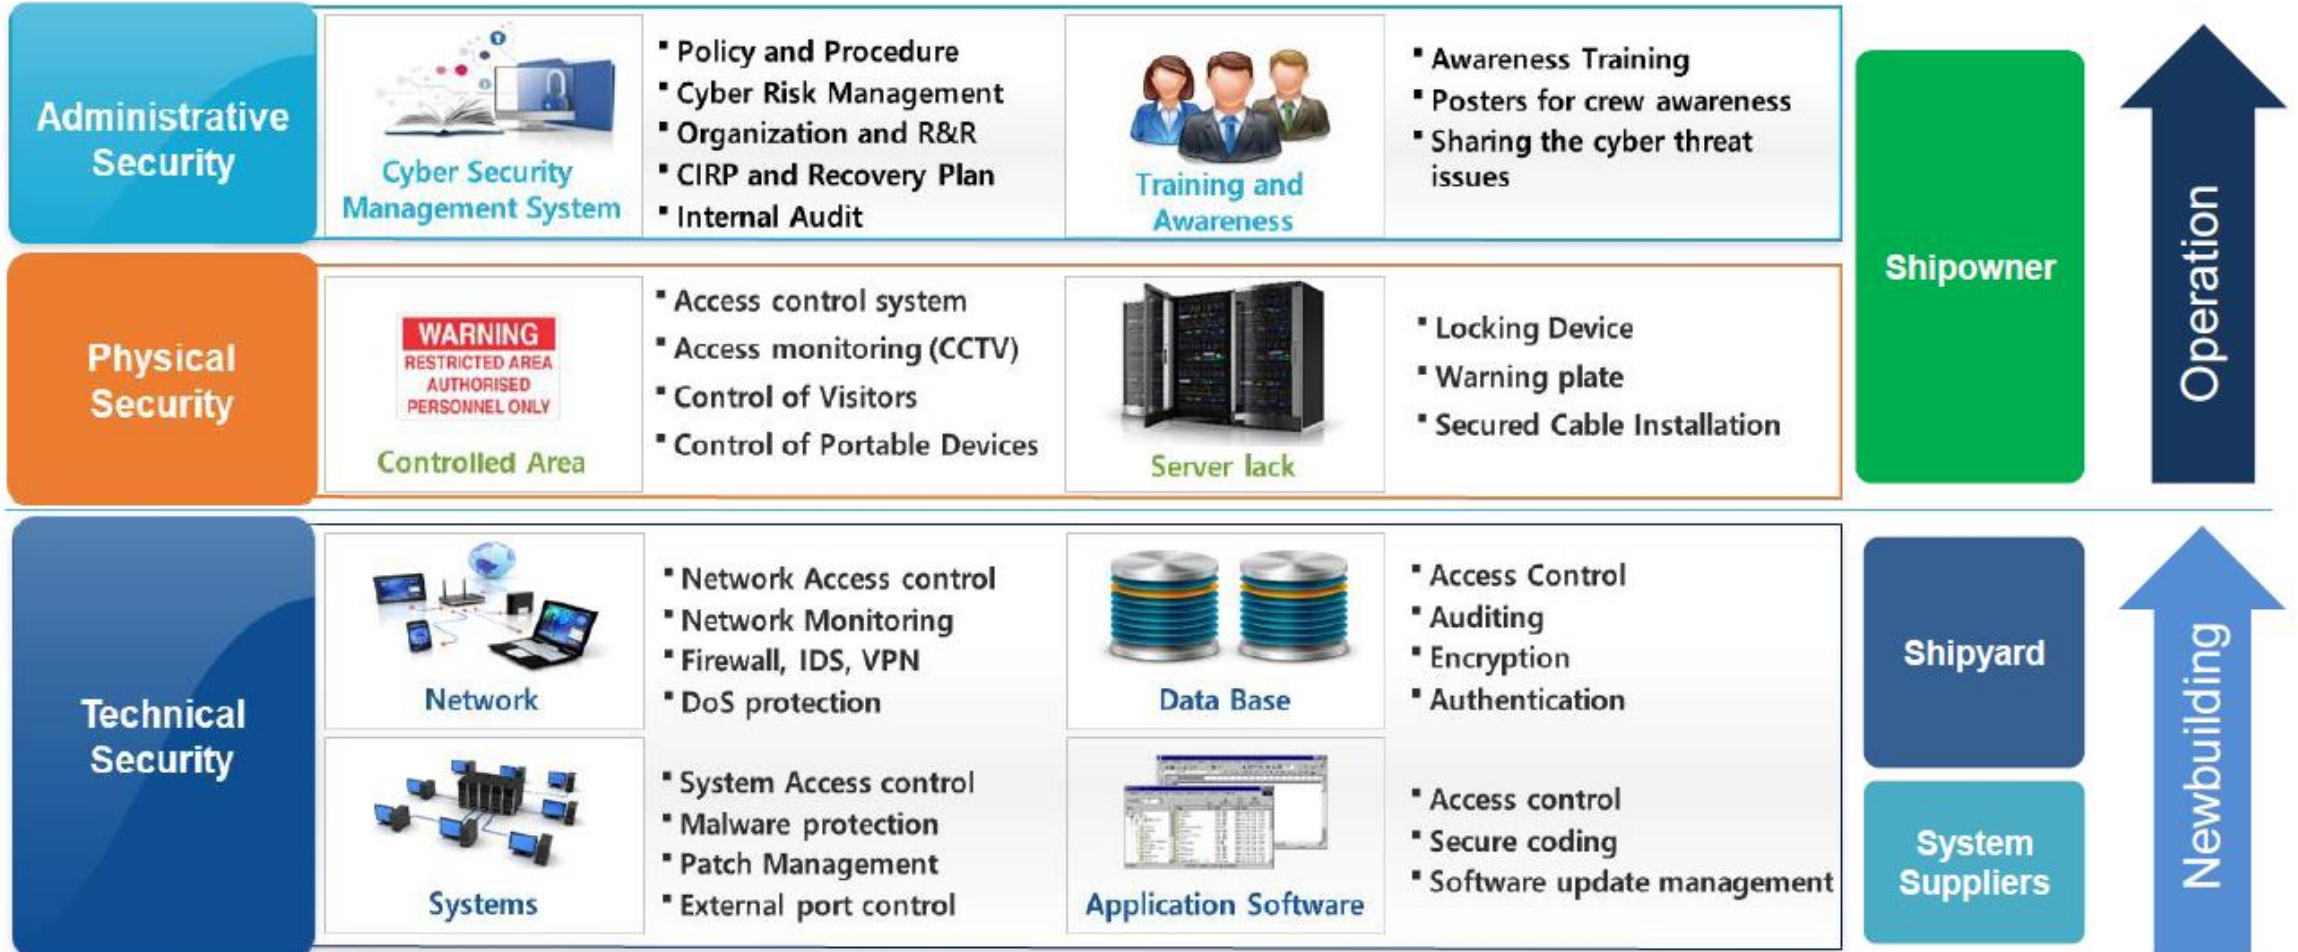 Administrative
Security
Cyber Security
Management System
▪ Policy and Procedure
▪ Cyber Risk Management
▪ Organization and R&R
▪ CIRP and Recovery Plan
▪ Internal Audit
Training and
Awareness
▪ Awareness Training
▪ Posters for crew awareness
▪ Sharing the cyber threat
issues
Physical
Security
WARNING
RESTRICTED AREA
AUTHORISED
PERSONNEL ONLY
Controlled Area
▪ Access control system
▪ Access monitoring (CCTV)
▪ Control of Visitors
▪ Control of Portable Devices
Server lack
▪ Locking Device
▪ Warning plate
▪ Secured Cable Installation
Shipowner
Operation
Technical
Security
Network
▪ Network Access control
▪ Network Monitoring
▪ Firewall, IDS, VPN
▪ DoS protection
Data Base
▪ Access Control
▪ Auditing
▪ Encryption
▪ Authentication
Systems
▪ System Access control
▪ Malware protection
▪ Patch Management
▪ External port control
Application Software
▪ Access control
▪ Secure coding
▪ Software update management
Shipyard
System
Suppliers
Newbuilding